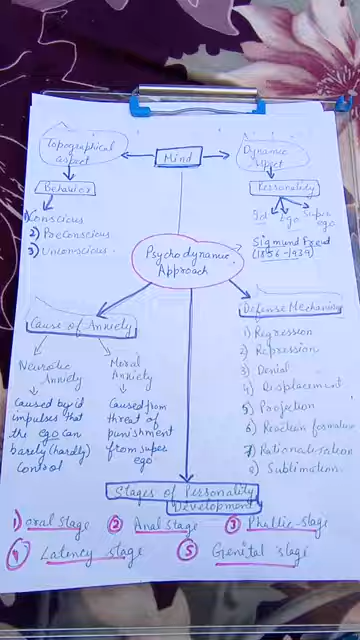 Topographical aspect
Mind
Dynamic Aspect
Behavior
Personality
1) Conscious
2) PreConscious
3) Unconscious
Id Ego Super ego
Sigmund Freud
(1856-1939)
Psychodynamic Approach
Cause of Anxiety
Neurotic Anxiety
Moral Anxiety
Caused by id
impulses that
the ego can
barely (hardly)
control
Caused from
threat of
punishment
from super
ego
Defense Mechanism
1) Regression
2) Repression
3) Denial
4) Displacement
5) Projection
6) Reaction formation
7) Rationalization
8) Sublimation
Stages of Personality
Development
1) oral stage
2 Anal stage
3 Phallic stage
4 Latency stage
5 Genital stage